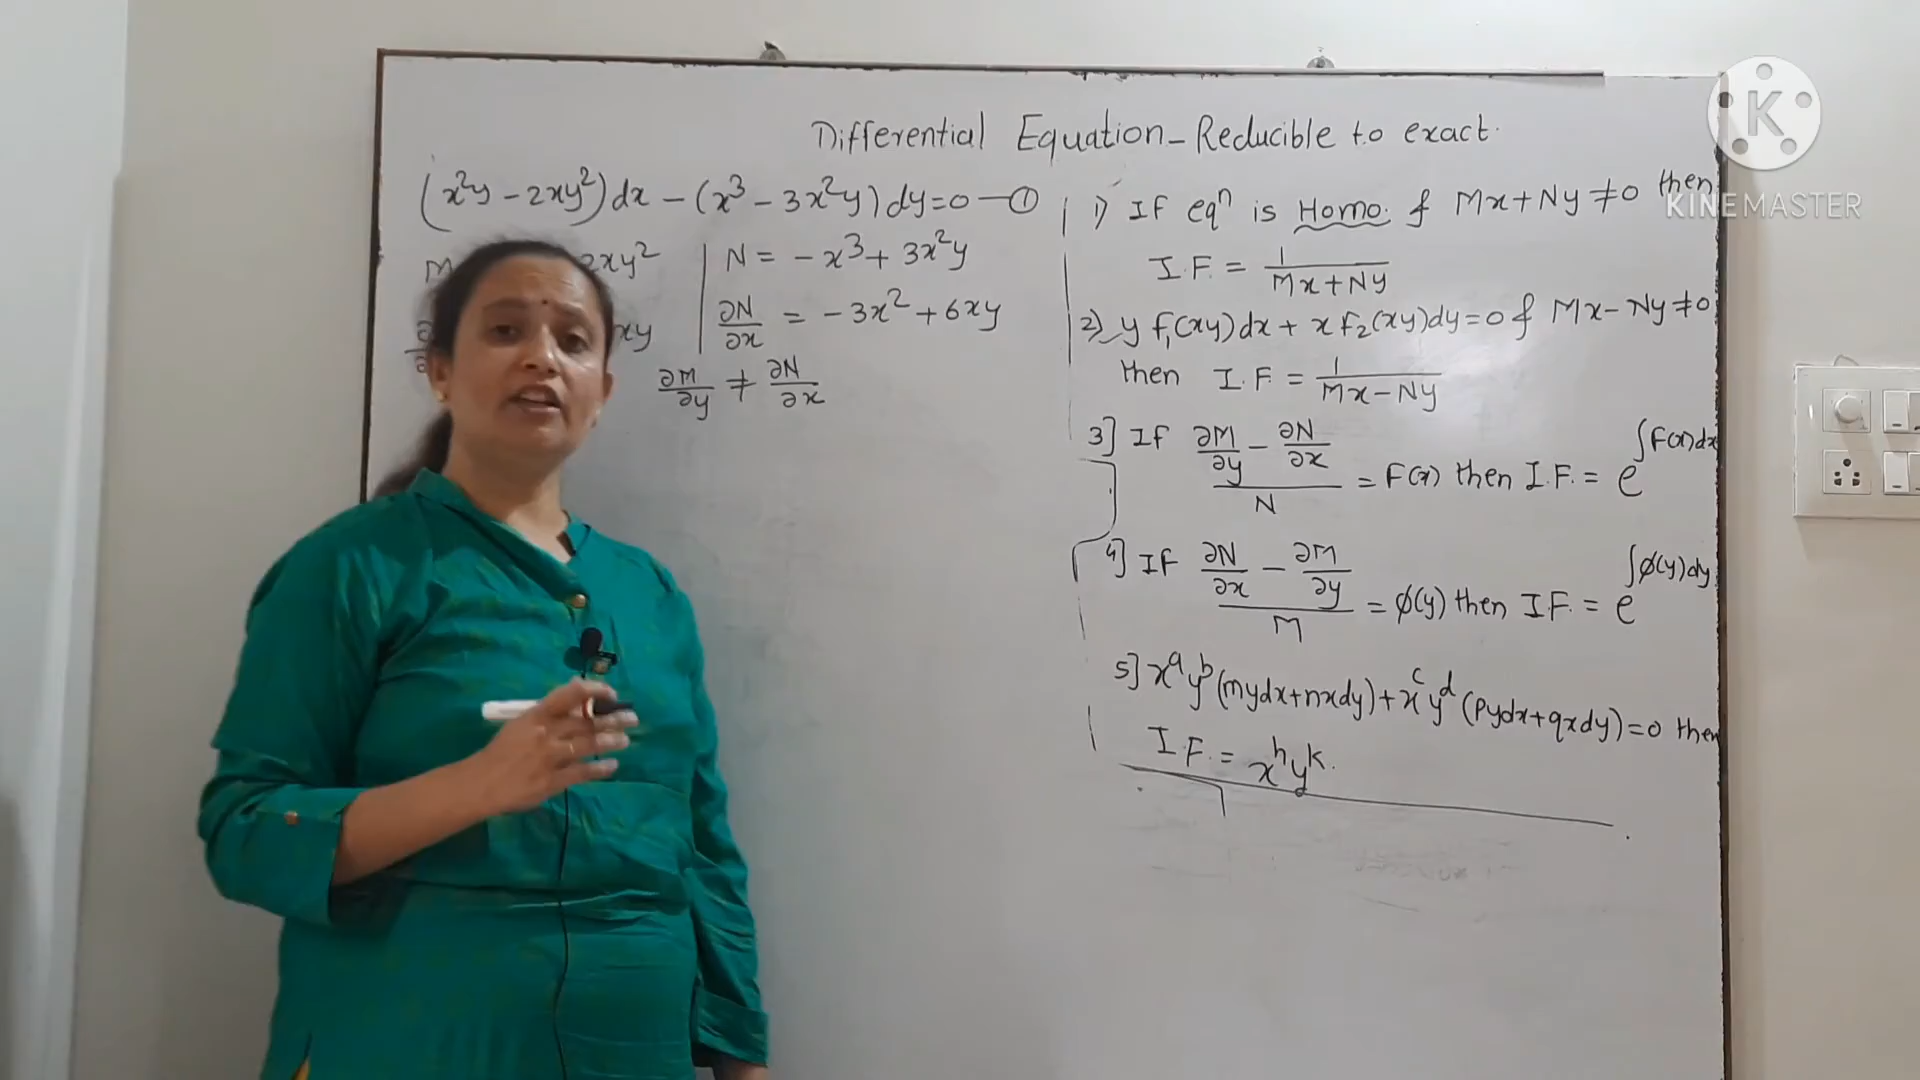 Differential Equation - Reducible to exact.
(x²y - 2xy²)dx - (x³ - 3x²y)dy = 0 — ①
M 2xy² | N = -x³ + 3x²y
∂ xy | ∂N/∂x = -3x² + 6xy
∂M/∂y ≠ ∂N/∂x
1) If eqⁿ is Homo. & Mx + Ny ≠ 0 then
I.F. = 1/(Mx + Ny)
2) y f₁(xy)dx + x f₂(xy)dy = 0 & Mx - Ny ≠ 0
then I.F. = 1/(Mx - Ny)
3] If (∂M/∂y - ∂N/∂x)/N = F(x) then I.F. = e^∫F(x)dx
4] If (∂N/∂x - ∂M/∂y)/M = ϕ(y) then I.F. = e^∫ϕ(y)dy
5] xᵃyᵇ(mydx + nxdy) + xᶜyᵈ(pydx + qxdy) = 0 then
I.F. = xʰyᵏ.
K
KINEMASTER